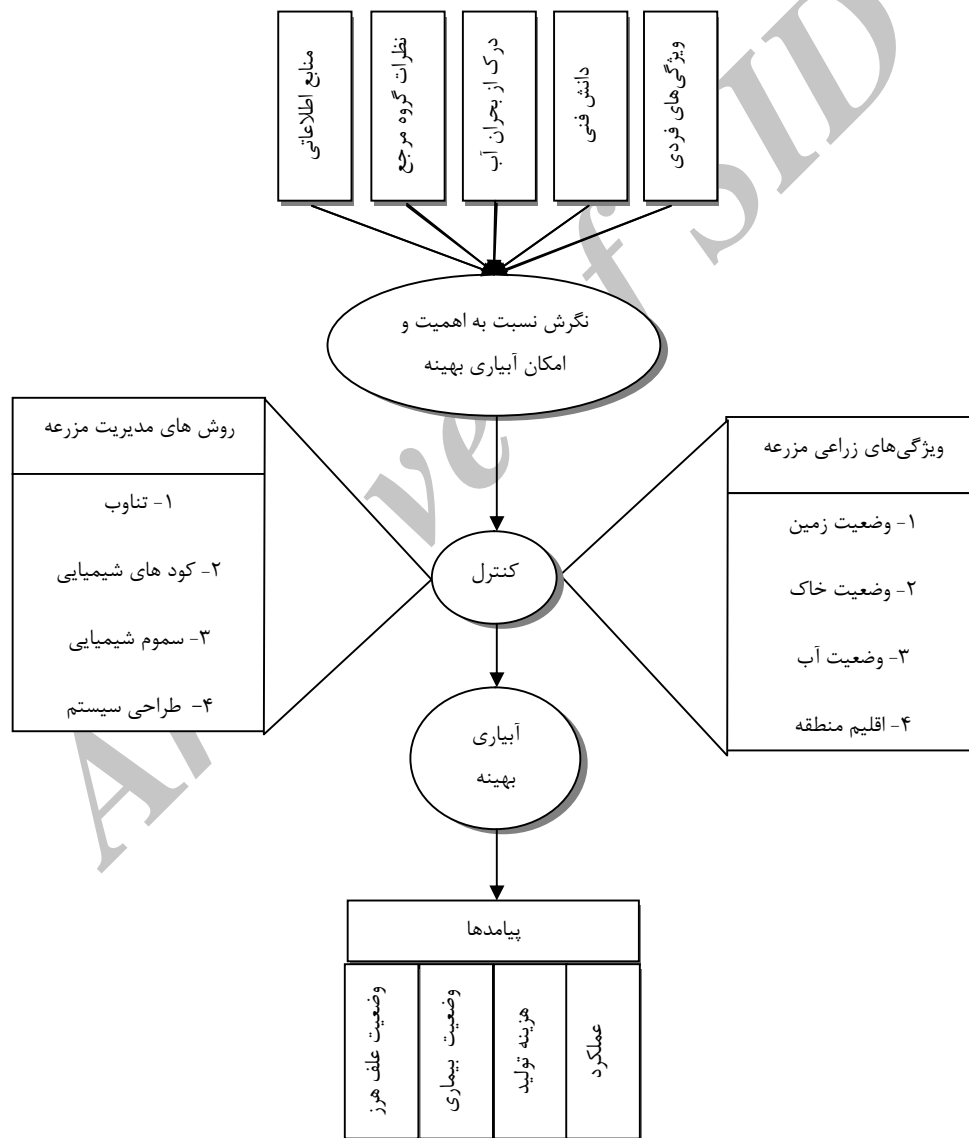 ویژگی‌های فردی
دانش فنی
درک از بحران آب
نظرات گروه مرجع
منابع اطلاعاتی
نگرش نسبت به اهمیت و
امکان آبیاری بهینه
ویژگی‌های زراعی مزرعه
۱- وضعیت زمین
۲- وضعیت خاک
۳- وضعیت آب
۴- اقلیم منطقه
کنترل
روش های مدیریت مزرعه
۱- تناوب
۲- کود های شیمیایی
۳- سموم شیمیایی
۴- طراحی سیستم
آبیاری
بهینه
پیامدها
عملکرد
هزینه تولید
وضعیت بیماری
وضعیت علف هرز